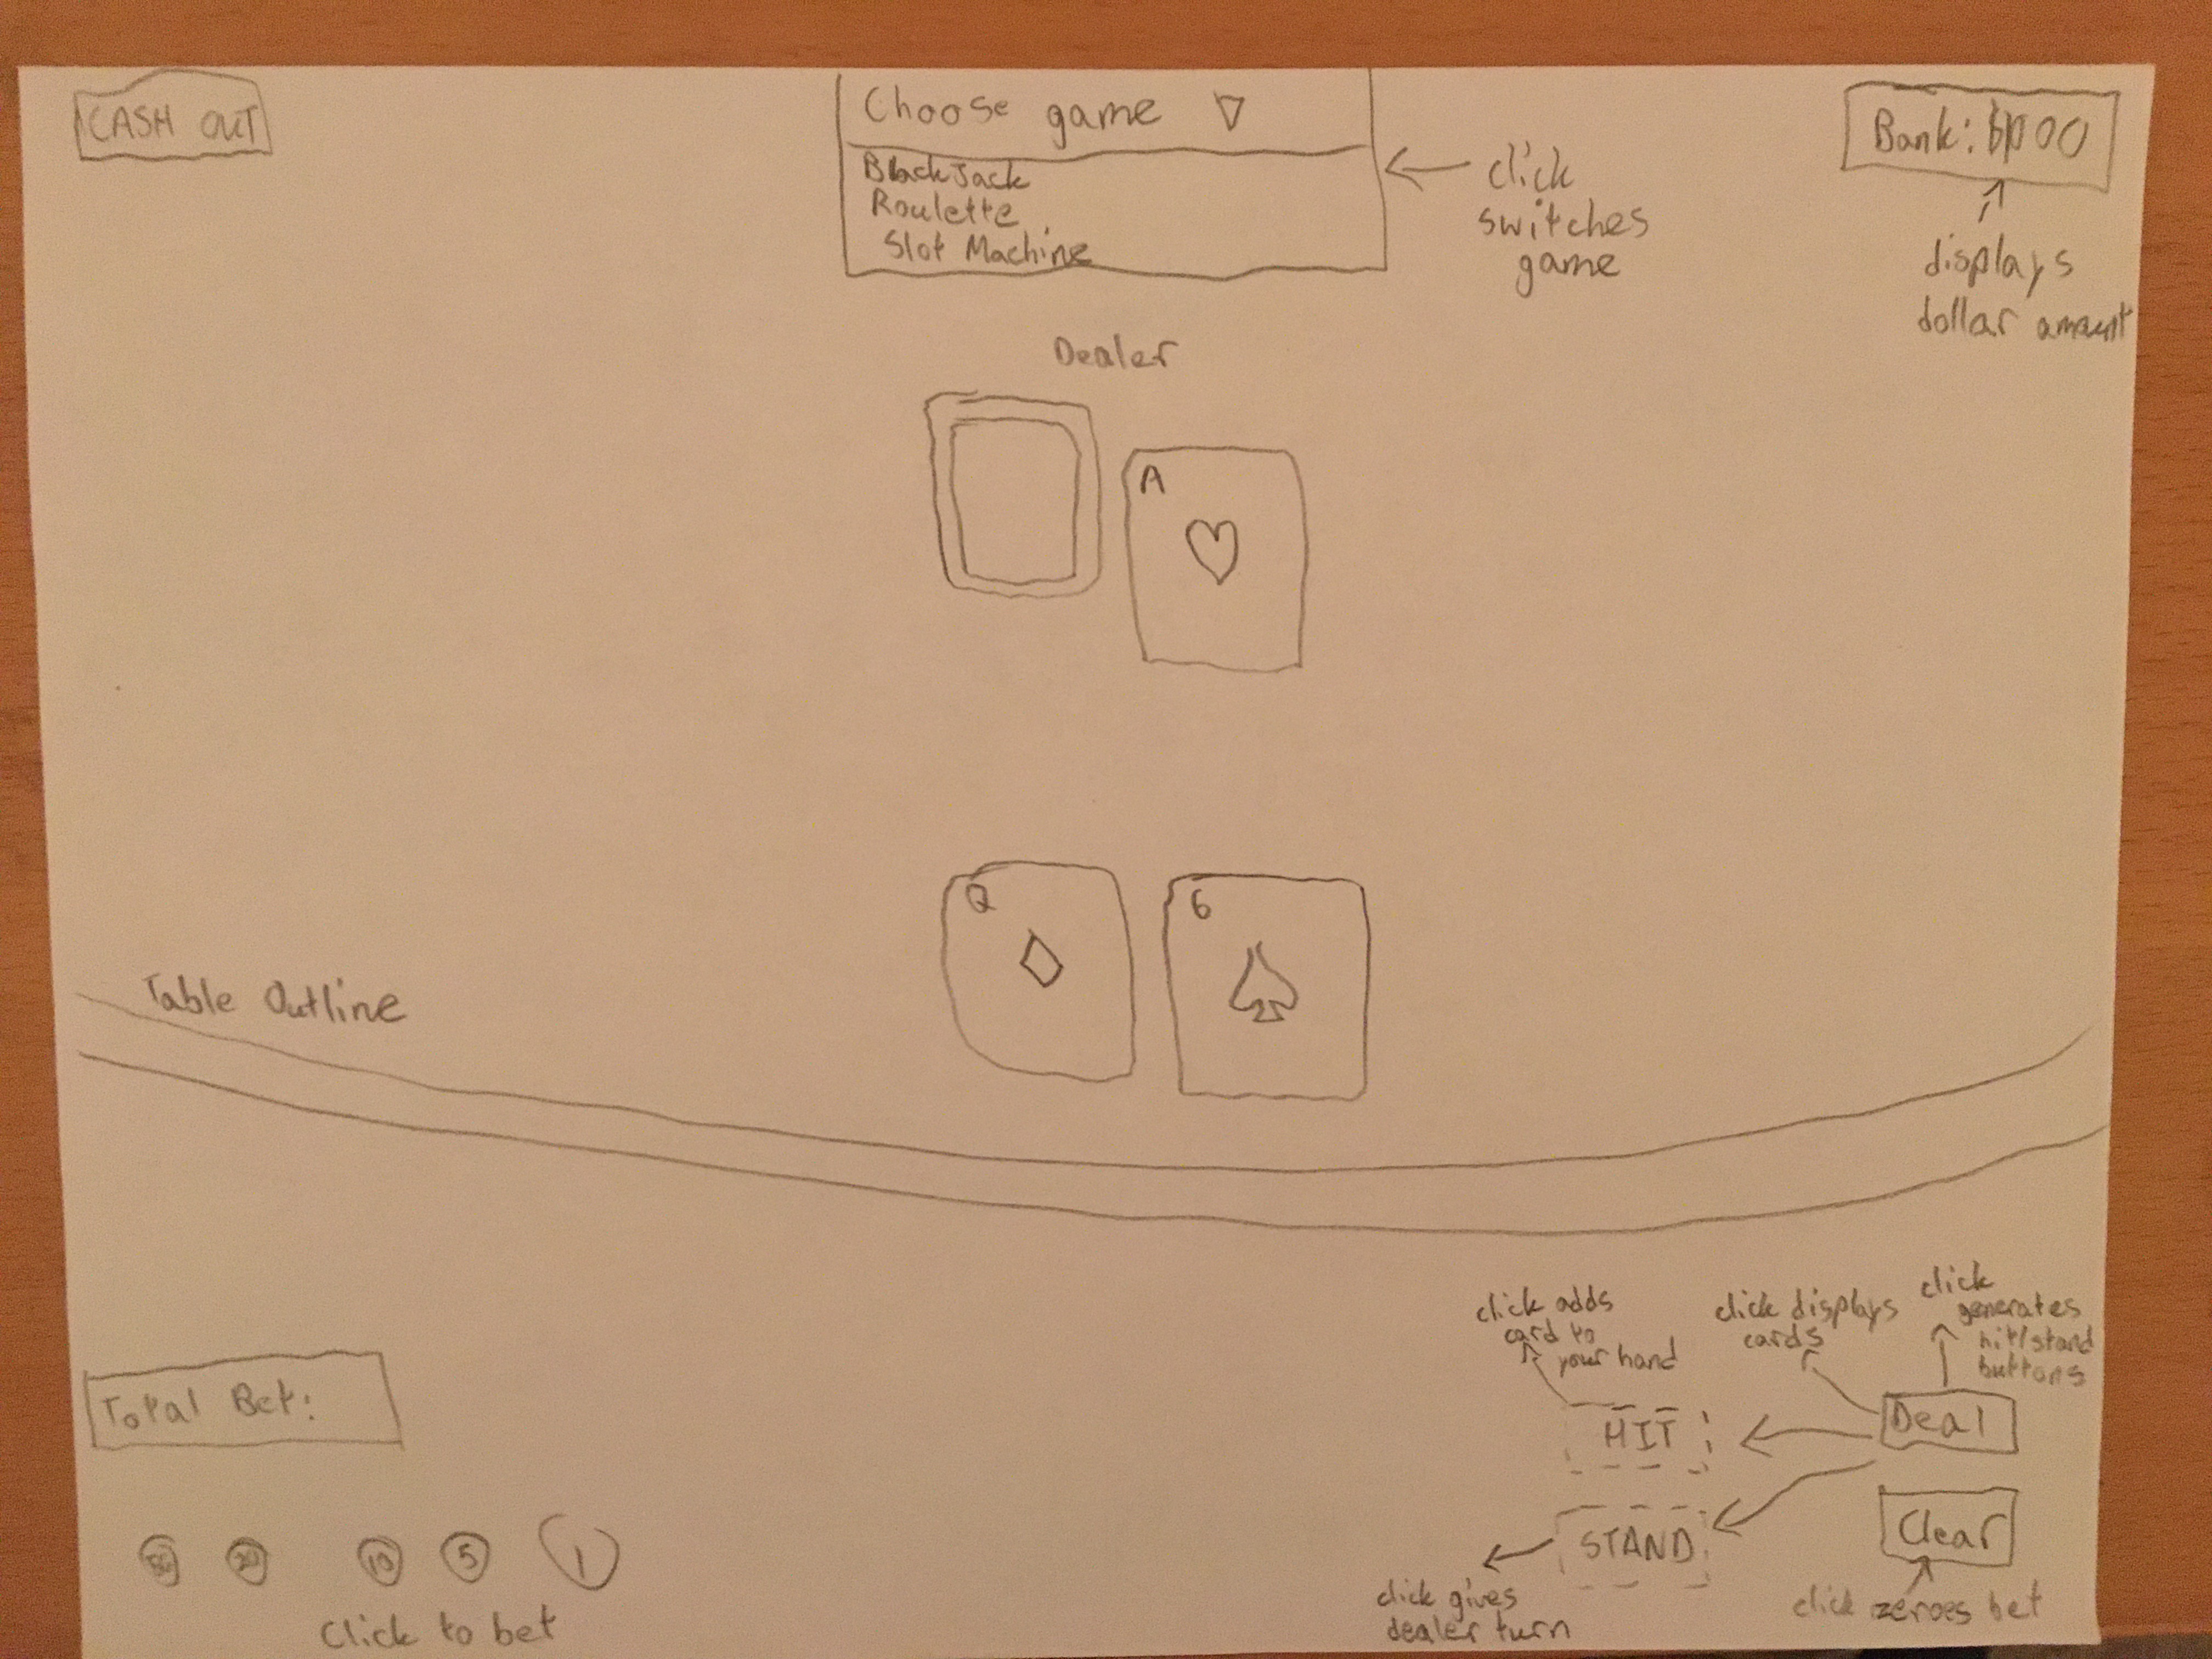 CASH OUT
Choose game ▽
BlackJack
Roulette
Slot Machine
click
switches
game
Bank: $100
displays
dollar amount
Dealer
A
Q
6
Table Outline
Total Bet:
20
10
5
1
Click to bet
click adds
card to
your hand
HIT
STAND
click gives
dealer turn
click displays
cards
click
generates
hit/stand
buttons
Deal
Clear
click zeroes bet